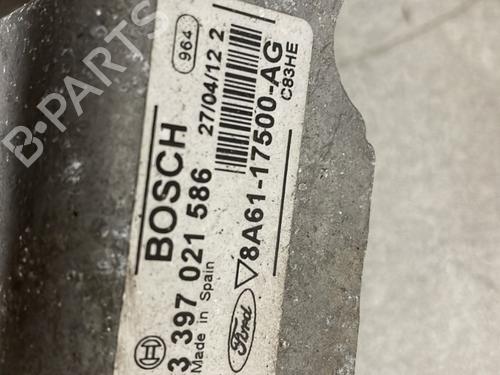 BOSCH
3 397 021 586
Made in Spain
964
27/04/12 2
Ford
8A61-17500-AG
C83HE
B-PARTS